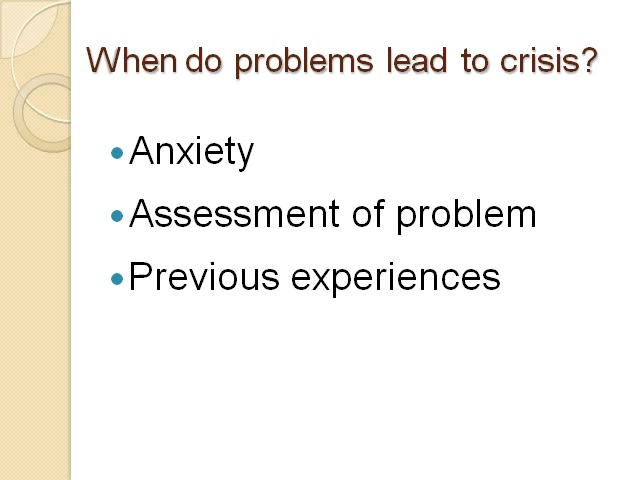 When do problems lead to crisis?
• Anxiety
• Assessment of problem
• Previous experiences